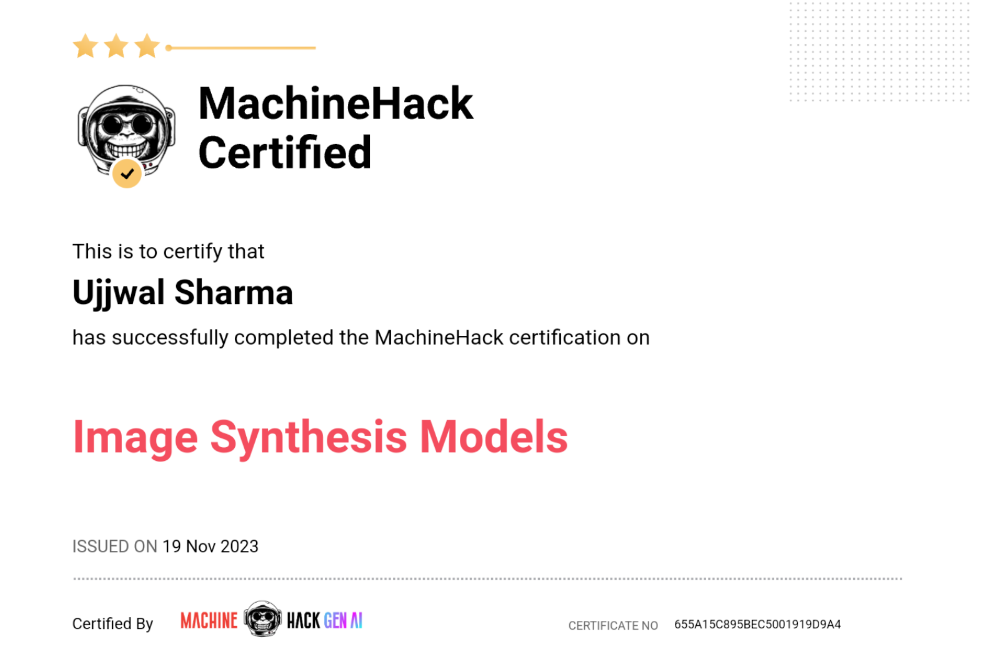 MachineHack
Certified
This is to certify that
Ujjwal Sharma
has successfully completed the MachineHack certification on
Image Synthesis Models
ISSUED ON 19 Nov 2023
Certified By MACHINE HACK GEN AI CERTIFICATE NO 655A15C895BEC5001919D9A4